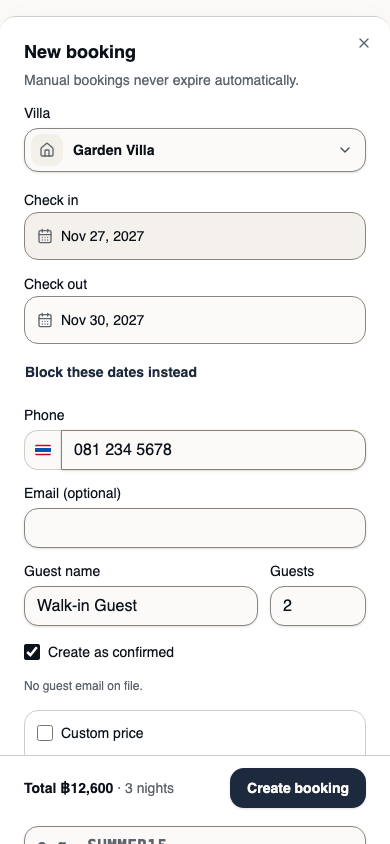 New booking
Manual bookings never expire automatically.
Villa
Garden Villa
Check in
Nov 27, 2027
Check out
Nov 30, 2027
Block these dates instead
Phone
081 234 5678
Email (optional)
Guest name
Guests
Walk-in Guest
2
Create as confirmed
No guest email on file.
Custom price
Total ฿12,600 · 3 nights
Create booking